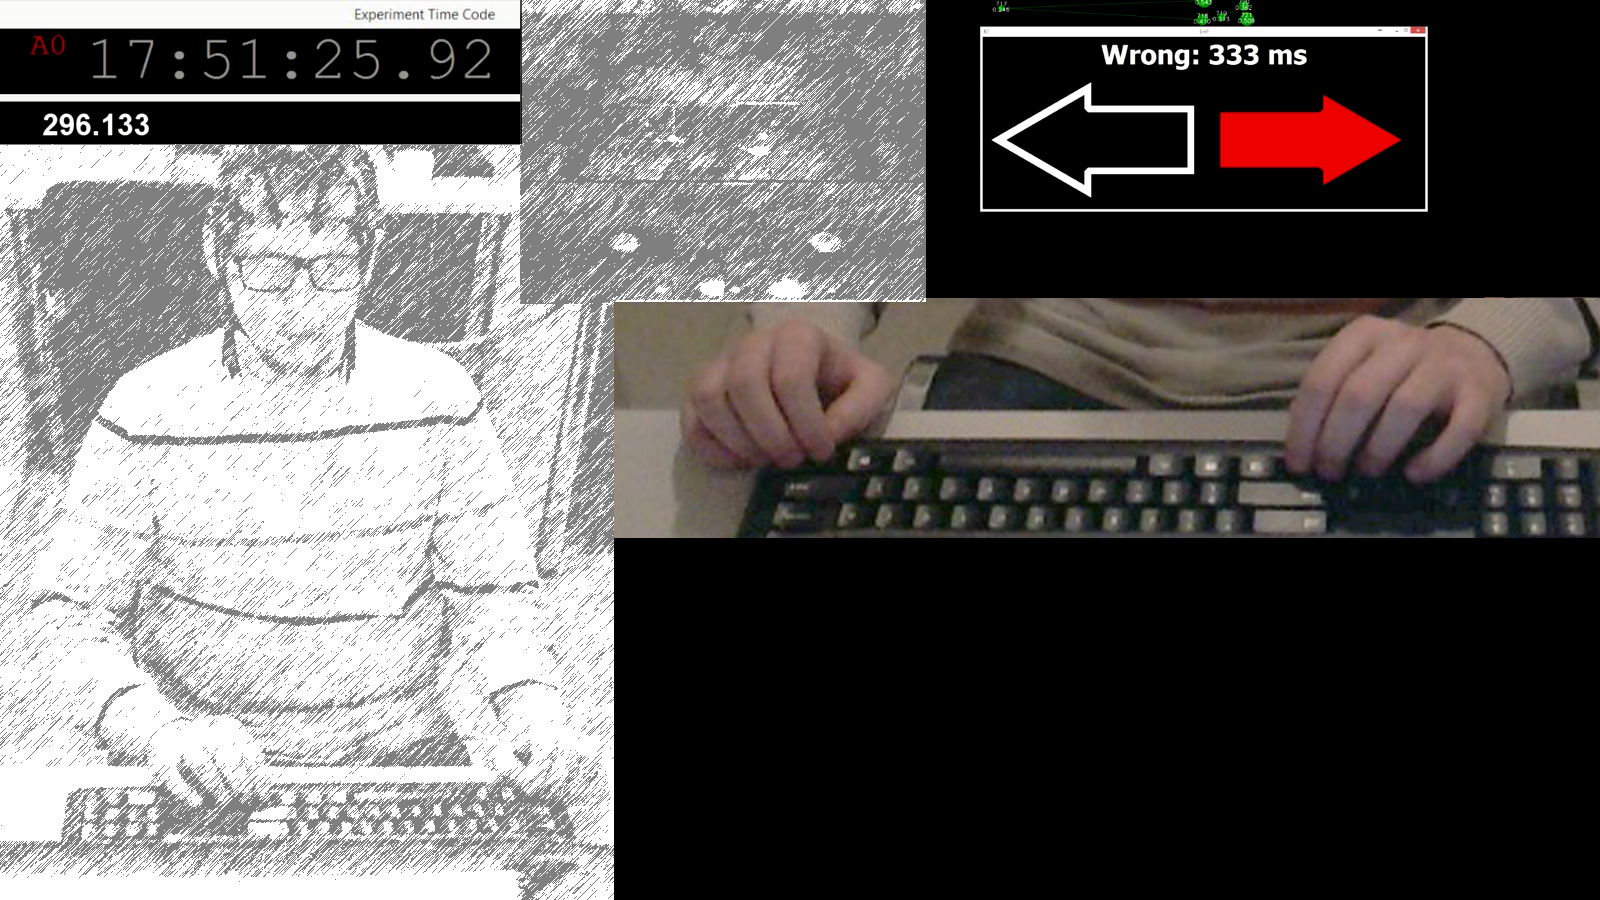 Experiment Time Code
A0 17:51:25.92
296.133
Wrong: 333 ms